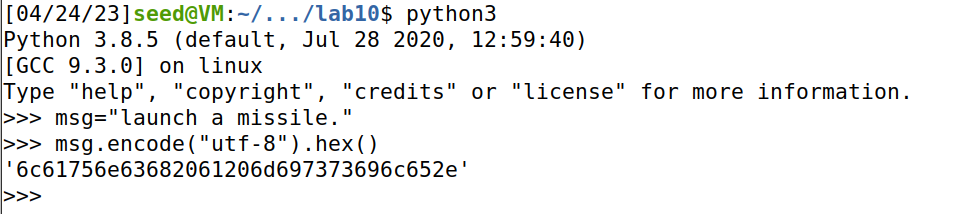 [04/24/23]seed@VM:~/.../lab10$ python3
Python 3.8.5 (default, Jul 28 2020, 12:59:40)
[GCC 9.3.0] on linux
Type "help", "copyright", "credits" or "license" for more information.
>>> msg="launch a missile."
>>> msg.encode("utf-8").hex()
'6c61756e63682061206d697373696c652e'
>>>